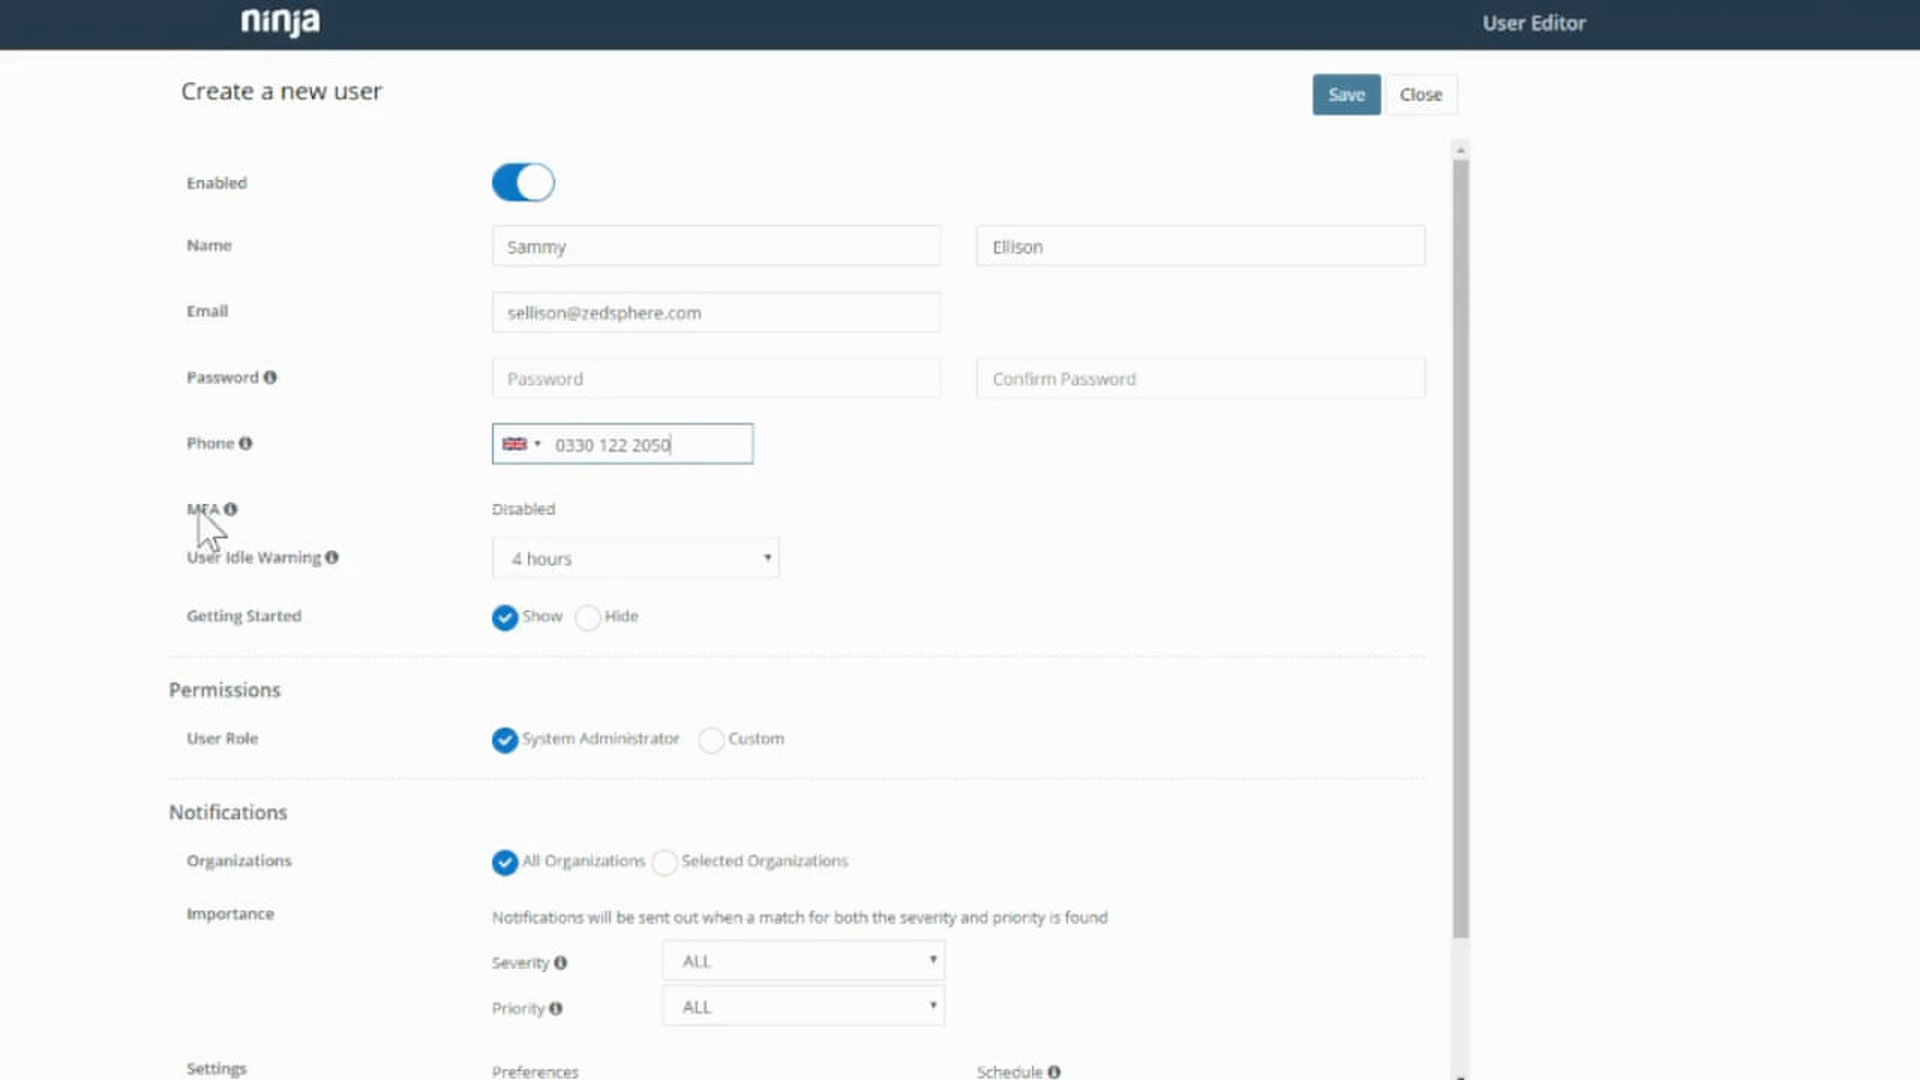 ninja User Editor
Create a new user Save Close
Enabled
Name Sammy Ellison
Email sellison@zedsphere.com
Password Password Confirm Password
Phone 0330 122 2050
MFA Disabled
User Idle Warning 4 hours
Getting Started Show Hide
Permissions
User Role System Administrator Custom
Notifications
Organizations All Organizations Selected Organizations
Importance Notifications will be sent out when a match for both the severity and priority is found
Severity ALL
Priority ALL
Settings Preferences Schedule